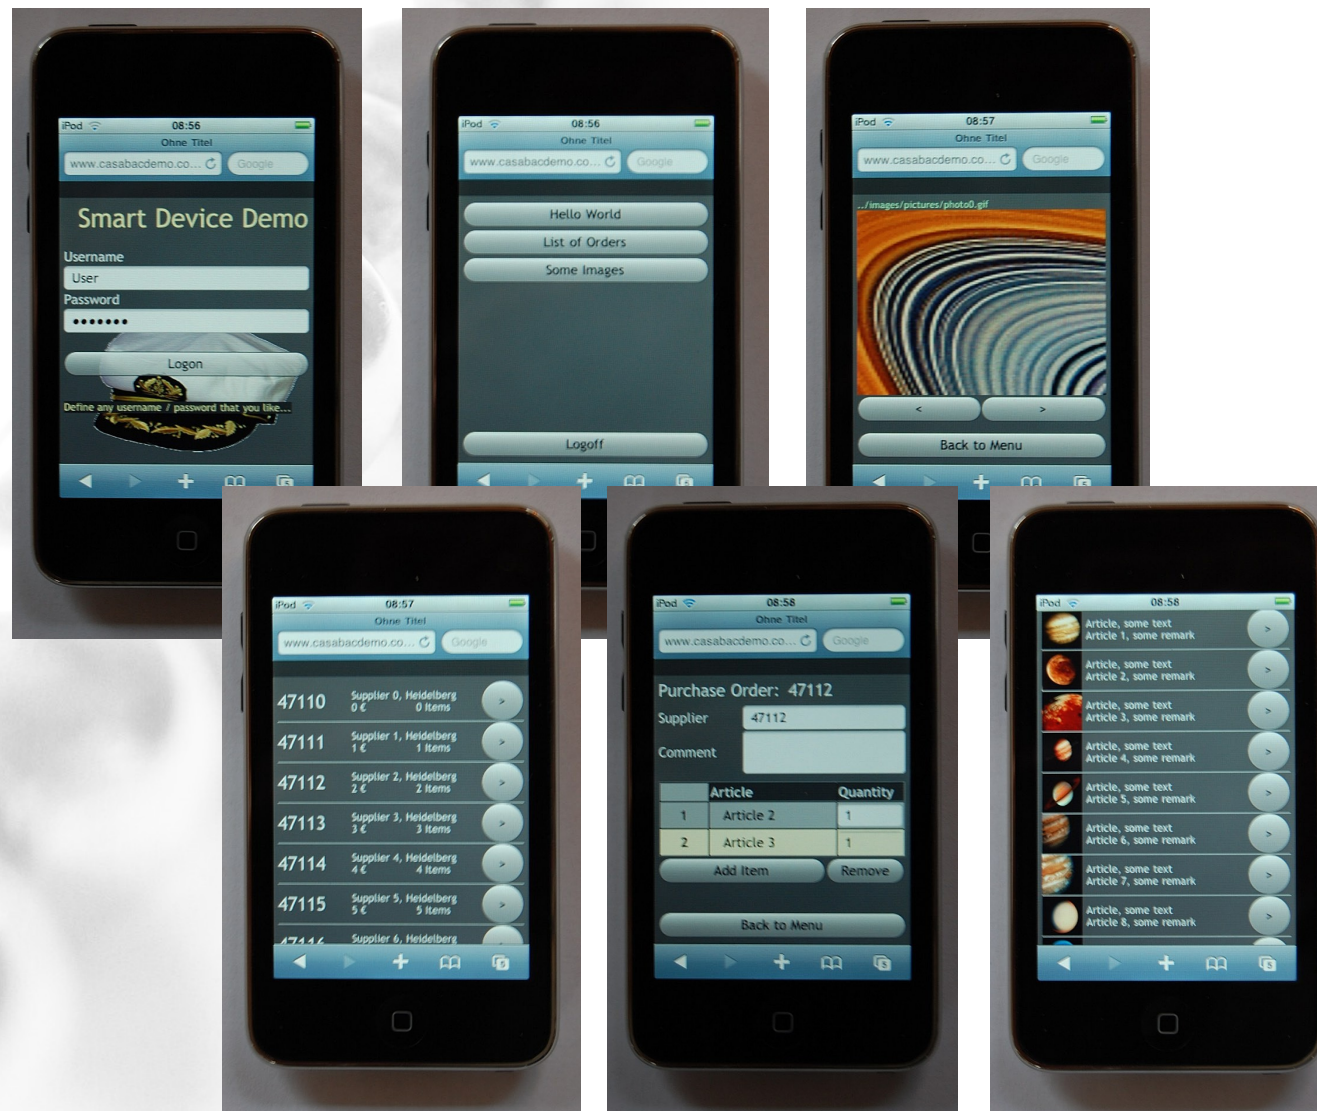 iPod 08:56
Ohne Titel
www.casabacdemo.co... Google
Smart Device Demo
Username
User
Password
•••••••
Logon
Define any username / password that you like...
iPod 08:56
Ohne Titel
www.casabacdemo.co... Google
Hello World
List of Orders
Some Images
Logoff
iPod 08:57
Ohne Titel
www.casabacdemo.co... Google
../images/pictures/photo0.gif
< >
Back to Menu
iPod 08:57
Ohne Titel
www.casabacdemo.co... Google
47110 Supplier 0, Heidelberg >
0 € 0 Items
47111 Supplier 1, Heidelberg >
1 € 1 Items
47112 Supplier 2, Heidelberg >
2 € 2 Items
47113 Supplier 3, Heidelberg >
3 € 3 Items
47114 Supplier 4, Heidelberg >
4 € 4 Items
47115 Supplier 5, Heidelberg >
5 € 5 Items
47116 Supplier 6, Heidelberg
5
iPod 08:58
Ohne Titel
www.casabacdemo.co... Google
Purchase Order: 47112
Supplier 47112
Comment
Article Quantity
1 Article 2 1
2 Article 3 1
Add Item Remove
Back to Menu
5
iPod 08:58
Article, some text >
Article 1, some remark
Article, some text >
Article 2, some remark
Article, some text >
Article 3, some remark
Article, some text >
Article 4, some remark
Article, some text >
Article 5, some remark
Article, some text >
Article 6, some remark
Article, some text >
Article 7, some remark
Article, some text >
Article 8, some remark
5